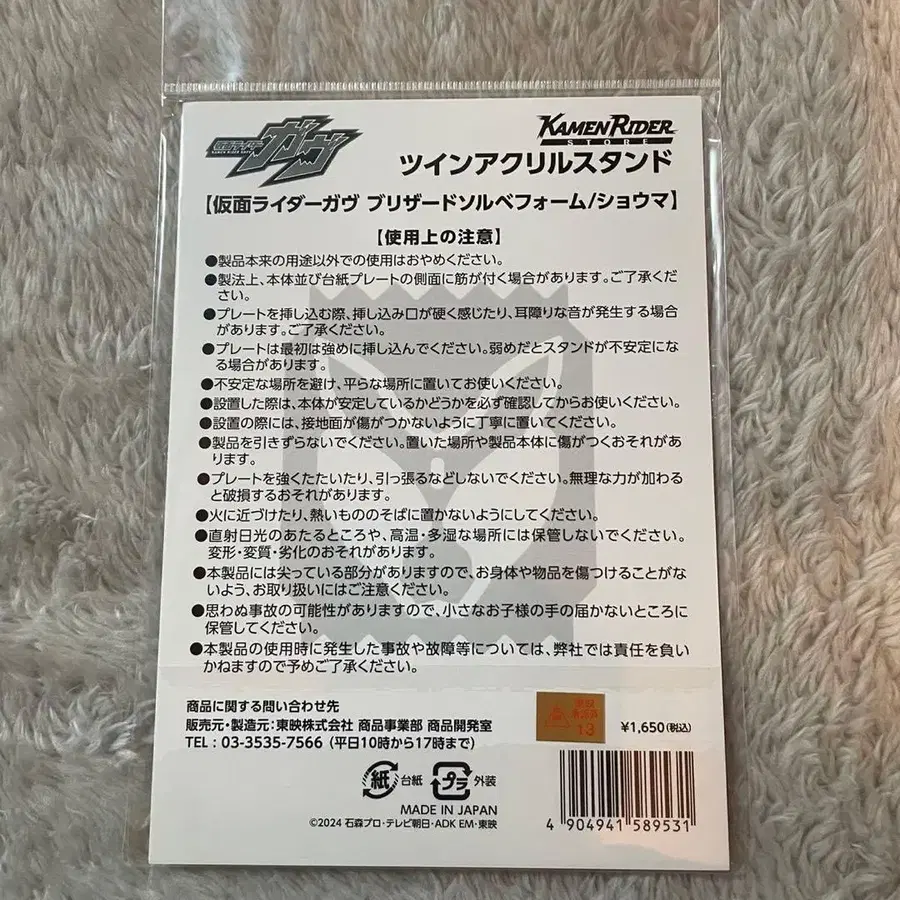 仮面ライダー
ガヴ
KAMEN RIDER GAVV
KAMEN RIDER
STORE
ツインアクリルスタンド
【仮面ライダーガヴ ブリザードソルベフォーム/ショウマ】
【使用上の注意】
●製品本来の用途以外での使用はおやめください。
●製法上、本体並び台紙プレートの側面に筋が付く場合があります。ご了承くだ
さい。
●プレートを挿し込む際、挿し込み口が硬く感じたり、耳障りな音が発生する場合
があります。ご了承ください。
●プレートは最初は強めに挿し込んでください。弱めだとスタンドが不安定にな
る場合があります。
●不安定な場所を避け、平らな場所に置いてお使いください。
●設置した際は、本体が安定しているかどうかを必ず確認してからお使いください。
●設置の際には、接地面が傷がつかないように丁寧に置いてください。
●製品を引きずらないでください。置いた場所や製品本体に傷がつくおそれがあ
ります。
●プレートを強くたたいたり、引っ張るなどしないでください。無理な力が加わる
と破損するおそれがあります。
●火に近づけたり、熱いもののそばに置かないようにしてください。
●直射日光のあたるところや、高温・多湿な場所には保管しないでください。
変形・変質・劣化のおそれがあります。
●本製品には尖っている部分がありますので、お身体や物品を傷つけることがな
いよう、お取り扱いにはご注意ください。
●思わぬ事故の可能性がありますので、小さなお子様の手の届かないところに
保管してください。
●本製品の使用時に発生した事故や故障等については、弊社では責任を負い
かねますので予めご了承ください。
商品に関する問い合わせ先
販売元・製造元：東映株式会社 商品事業部 商品開発室
TEL：03-3535-7566（平日10時から17時まで）
13
¥1,650(税込)
紙 台紙 プラ 外装
MADE IN JAPAN
©2024 石森プロ・テレビ朝日・ADK EM・東映
4 904941 589531